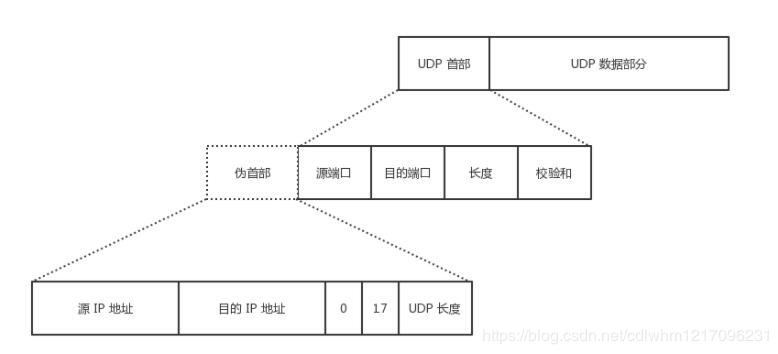 UDP 首部 UDP 数据部分
伪首部 源端口 目的端口 长度 校验和
源 IP 地址 目的 IP 地址 0 17 UDP 长度
https://blog.csdn.net/cdlwhm1217096231